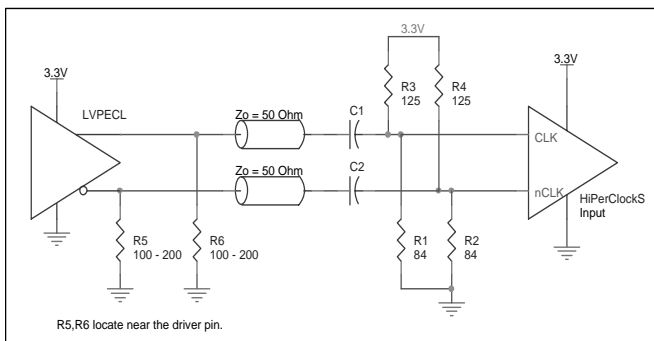 3.3V
3.3V
3.3V
LVPECL
R3
125
R4
125
Zo = 50 Ohm
C1
CLK
Zo = 50 Ohm
C2
nCLK
HiPerClockS
Input
R5
100 - 200
R6
100 - 200
R1
84
R2
84
R5,R6 locate near the driver pin.